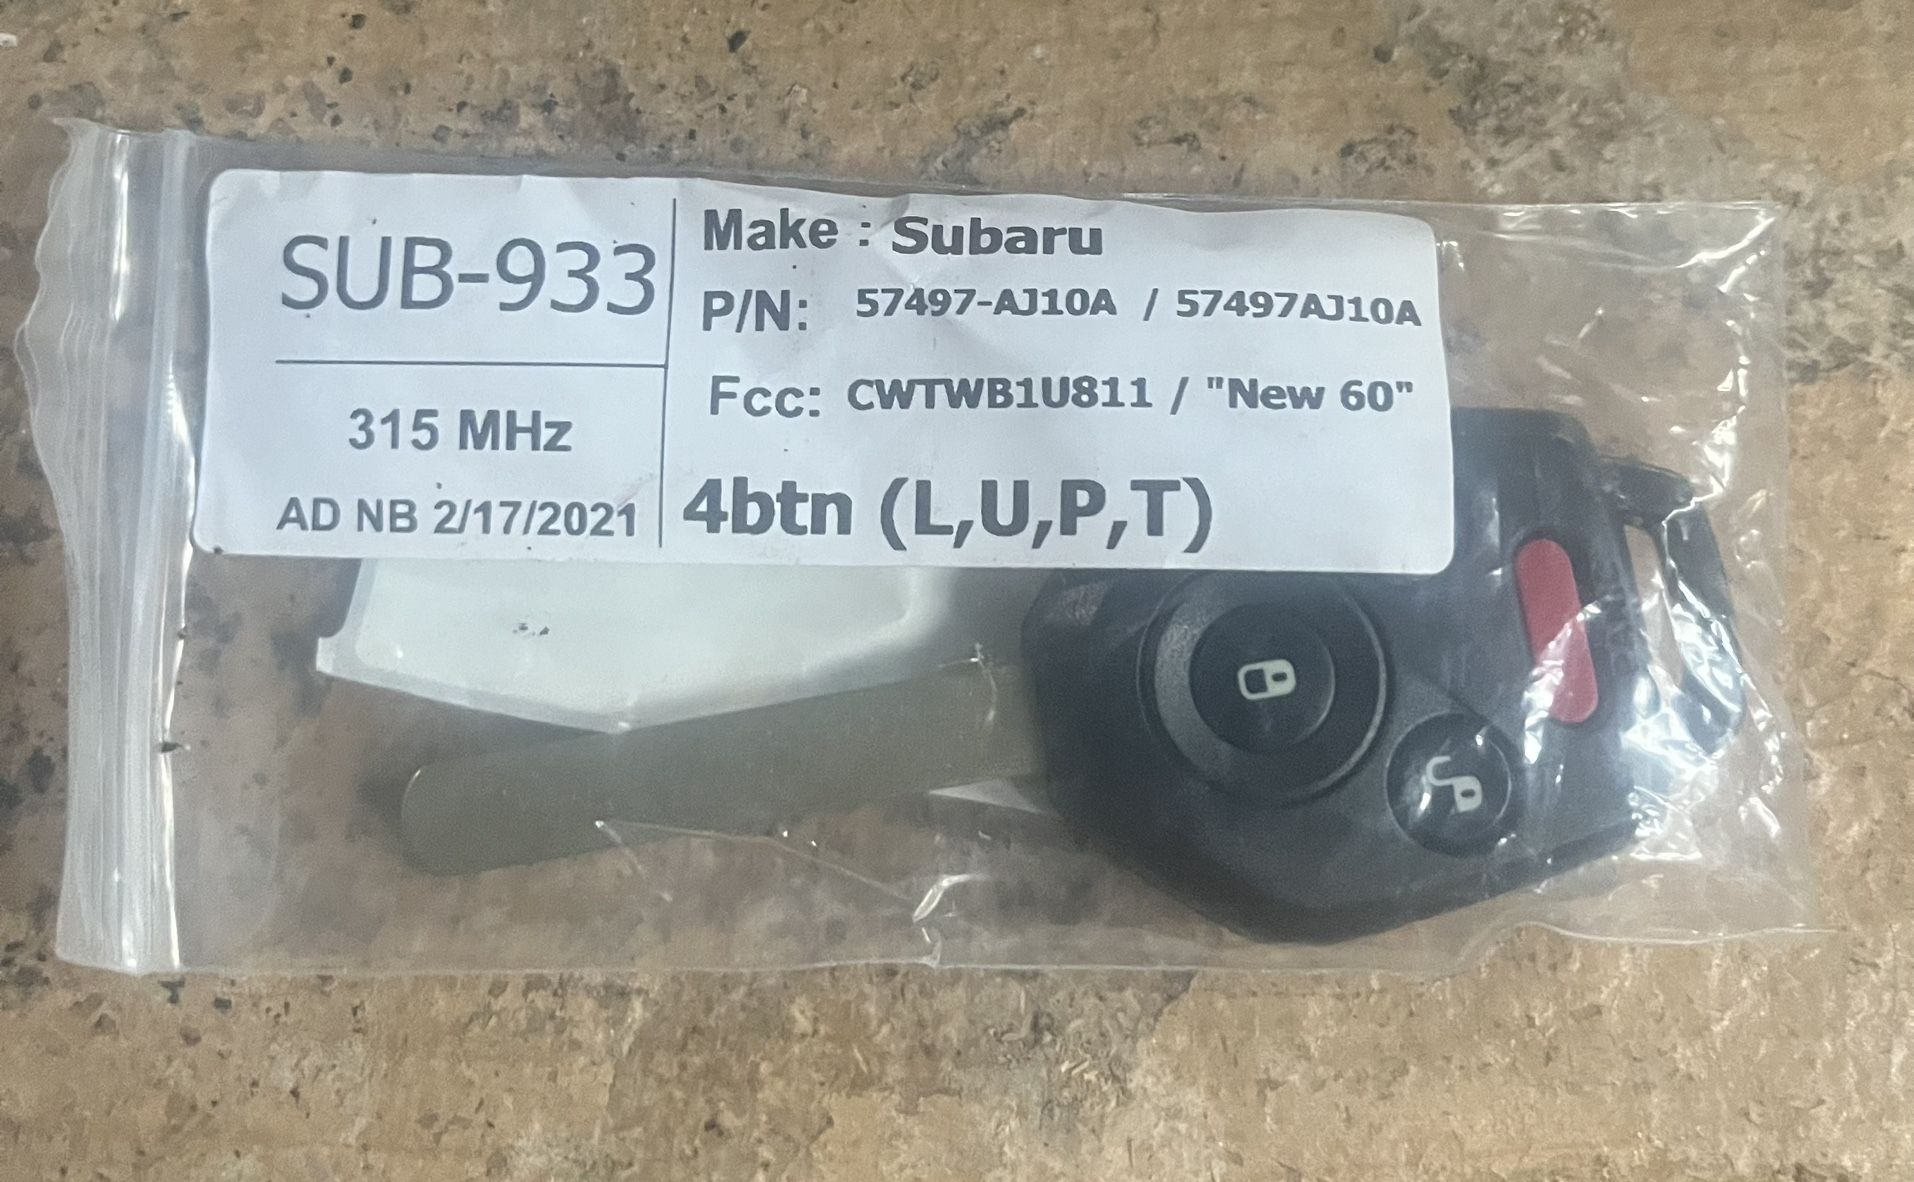 SUB-933
315 MHz
AD NB 2/17/2021
Make : Subaru
P/N: 57497-AJ10A / 57497AJ10A
Fcc: CWTWB1U811 / "New 60"
4btn (L,U,P,T)